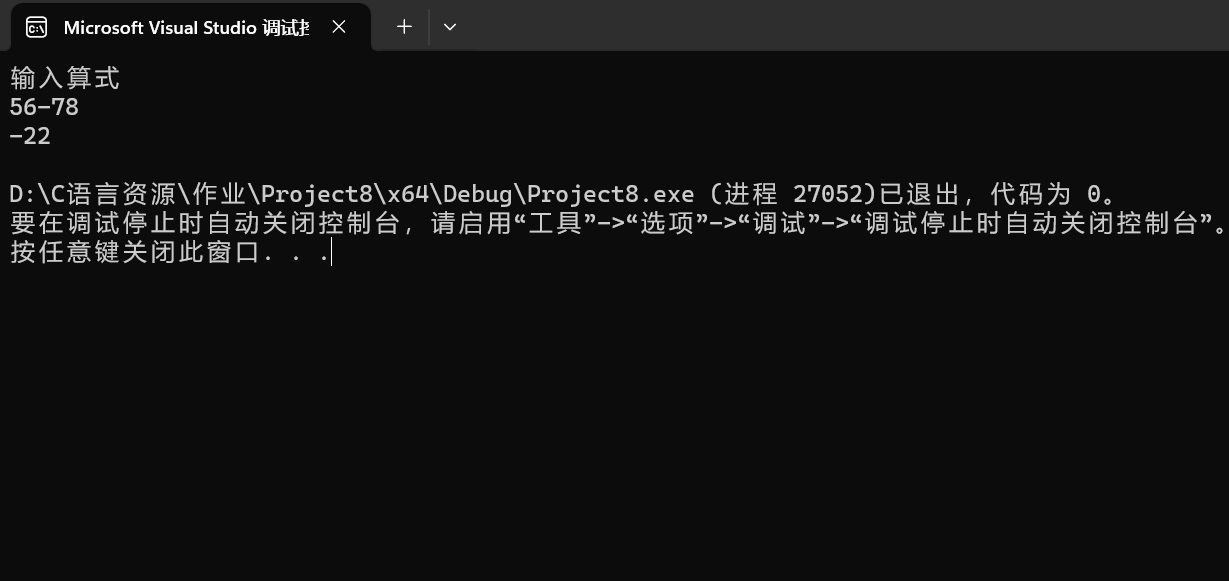 Microsoft Visual Studio 调试
输入算式
56-78
-22
D:\C语言资源\作业\Project8\x64\Debug\Project8.exe (进程 27052)已退出，代码为 0。
要在调试停止时自动关闭控制台，请启用“工具”->“选项”->“调试”->“调试停止时自动关闭控制台”。
按任意键关闭此窗口. . .